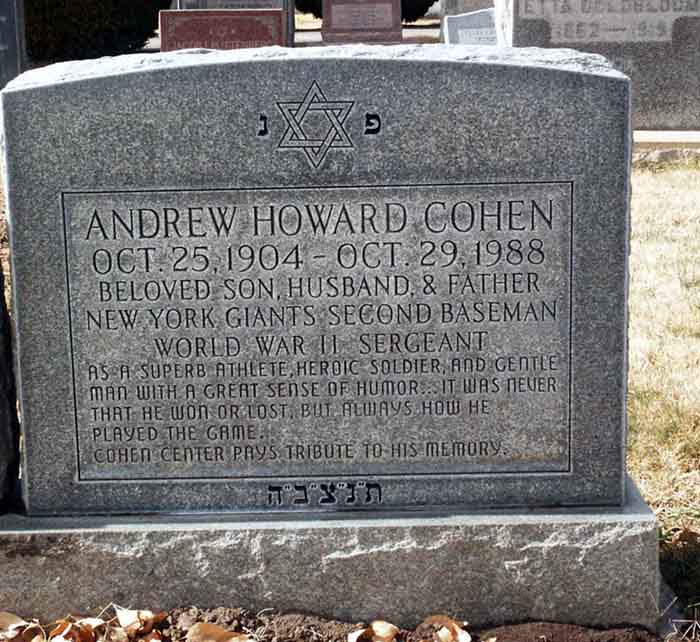 ETTA GOLDBLOOM
פ נ
ANDREW HOWARD COHEN
OCT. 25, 1904 - OCT. 29, 1988
BELOVED SON, HUSBAND, & FATHER
NEW YORK GIANTS SECOND BASEMAN
WORLD WAR II SERGEANT
AS A SUPERB ATHLETE, HEROIC SOLDIER, AND GENTLE
MAN WITH A GREAT SENSE OF HUMOR... IT WAS NEVER
THAT HE WON OR LOST, BUT ALWAYS HOW HE
PLAYED THE GAME.
COHEN CENTER PAYS TRIBUTE TO HIS MEMORY.
ת"נ"צ"ב"ה